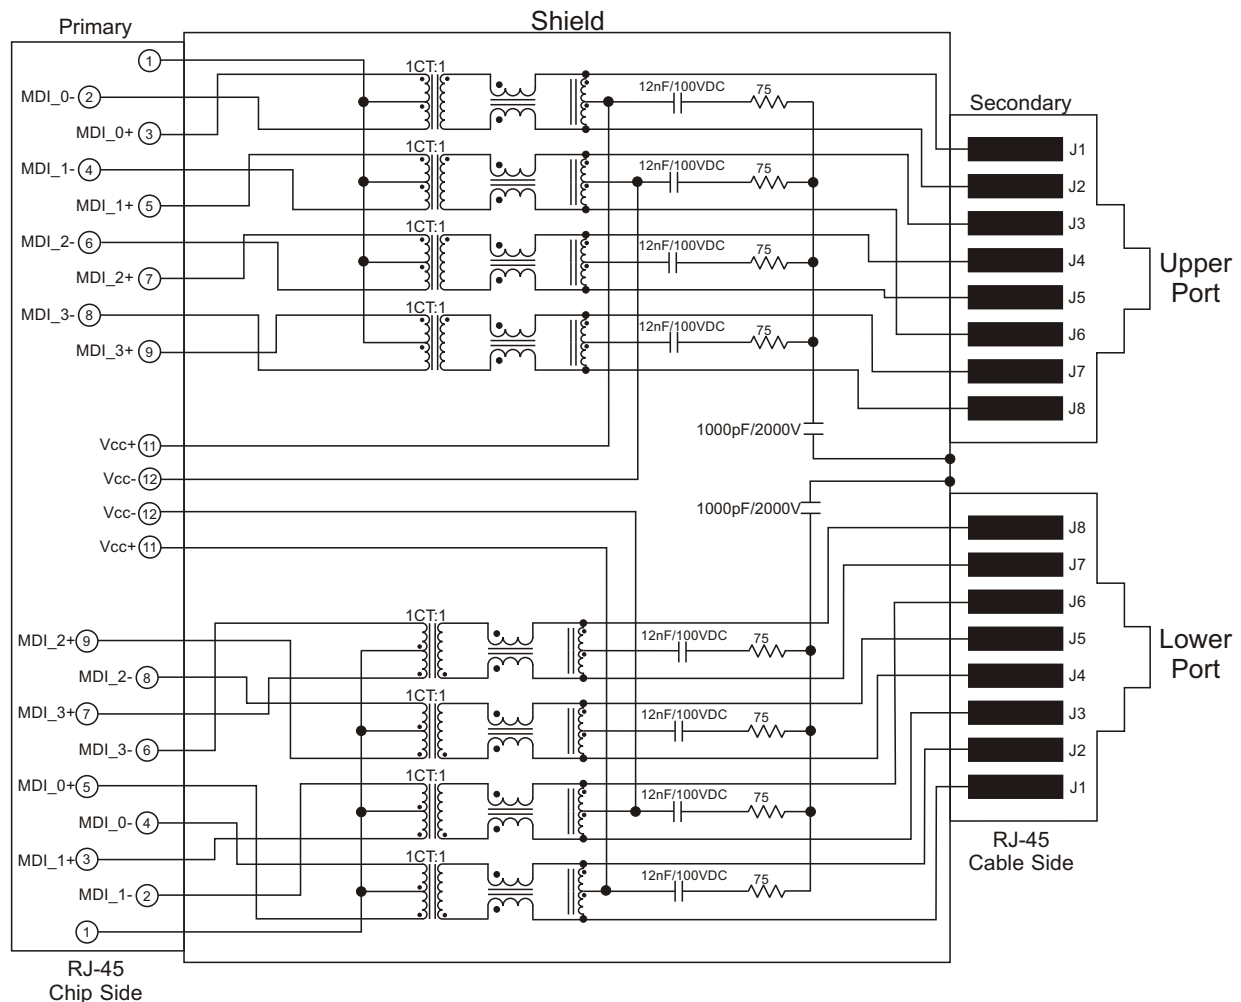 Primary
Shield
1
MDI_0- 2
MDI_0+ 3
MDI_1- 4
MDI_1+ 5
MDI_2- 6
MDI_2+ 7
MDI_3- 8
MDI_3+ 9
1CT:1
12nF/100VDC
75
1CT:1
12nF/100VDC
75
1CT:1
12nF/100VDC
75
1CT:1
12nF/100VDC
75
Secondary
J1
J2
J3
J4
J5
J6
J7
J8
Upper
Port
1000pF/2000V
Vcc+ 11
Vcc- 12
Vcc- 12
Vcc+ 11
1000pF/2000V
J8
J7
J6
J5
J4
J3
J2
J1
Lower
Port
MDI_2+ 9
MDI_2- 8
MDI_3+ 7
MDI_3- 6
MDI_0+ 5
MDI_0- 4
MDI_1+ 3
MDI_1- 2
1
1CT:1
12nF/100VDC
75
1CT:1
12nF/100VDC
75
1CT:1
12nF/100VDC
75
1CT:1
12nF/100VDC
75
RJ-45
Cable Side
RJ-45
Chip Side